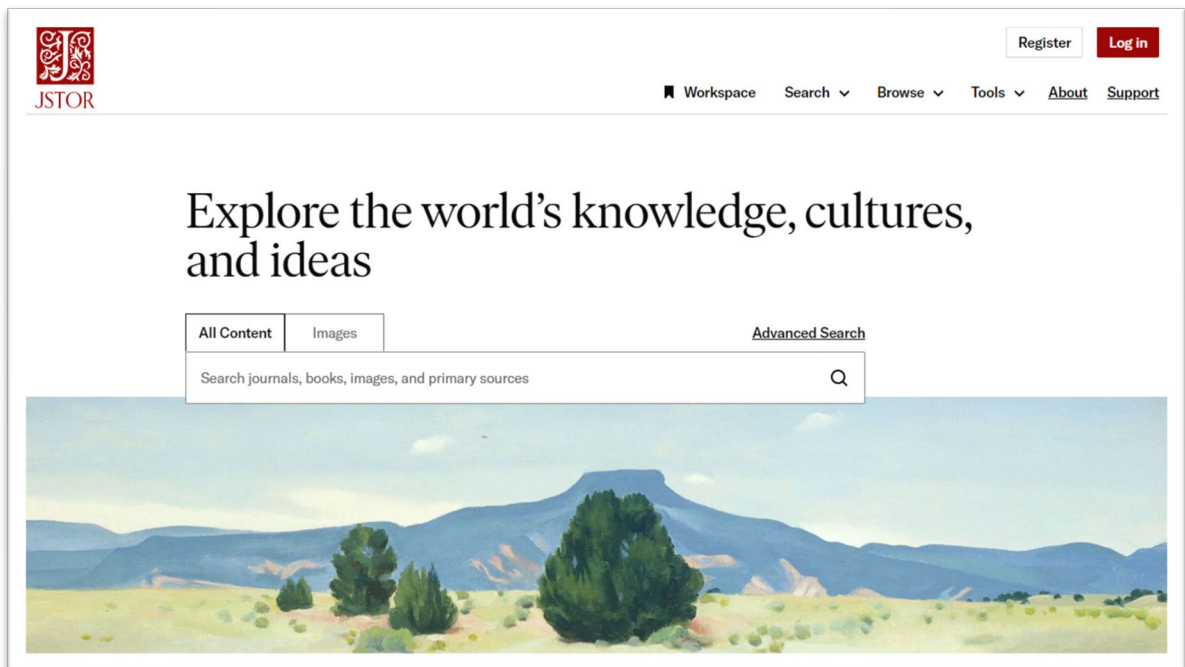 J
JSTOR
Register
Log in
Workspace
Search
Browse
Tools
About
Support
Explore the world’s knowledge, cultures,
and ideas
All Content
Images
Advanced Search
Search journals, books, images, and primary sources